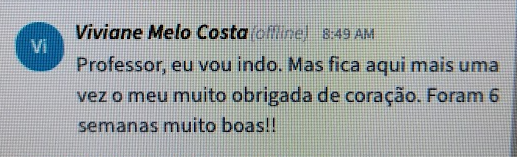 Vi
Viviane Melo Costa (offline) 8:49 AM
Professor, eu vou indo. Mas fica aqui mais uma
vez o meu muito obrigada de coração. Foram 6
semanas muito boas!!